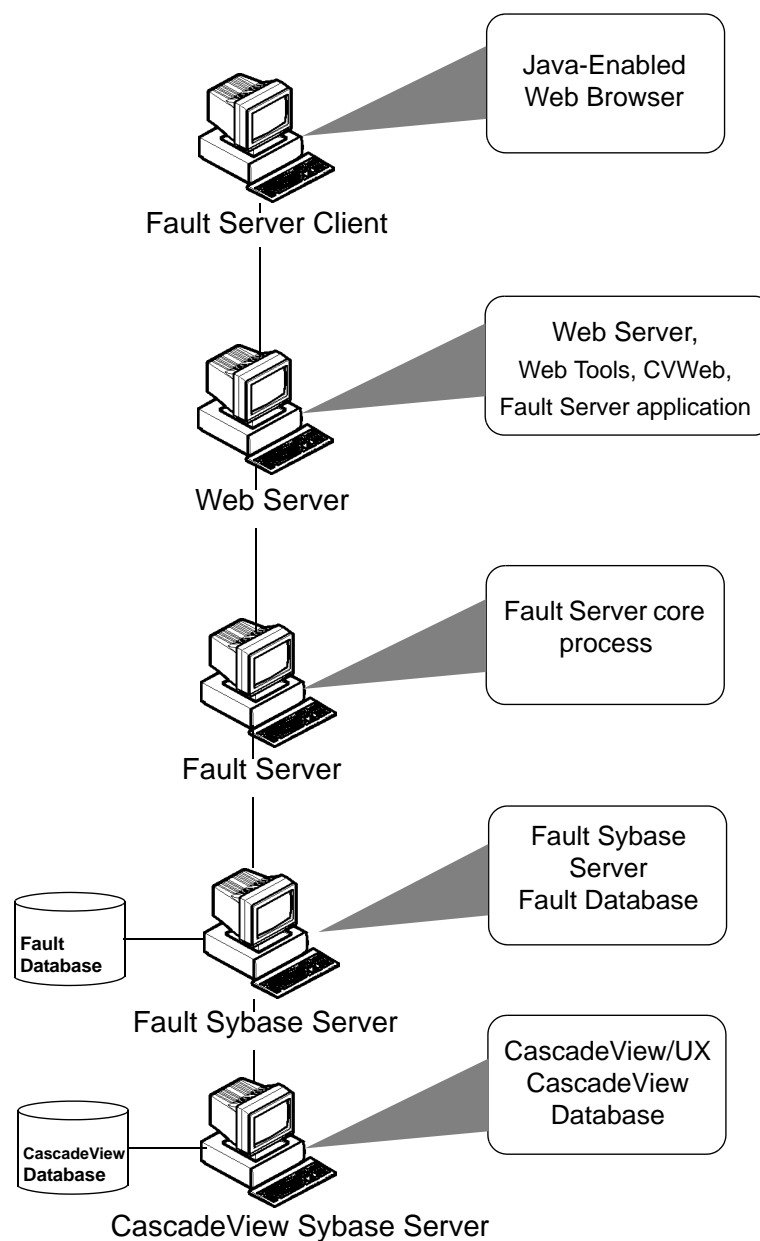 Java-Enabled
Web Browser
Fault Server Client
Web Server,
Web Tools, CVWeb,
Fault Server application
Web Server
Fault Server core
process
Fault Server
Fault Sybase
Server
Fault Database
Fault
Database
Fault Sybase Server
CascadeView/UX
CascadeView
Database
CascadeView
Database
CascadeView Sybase Server